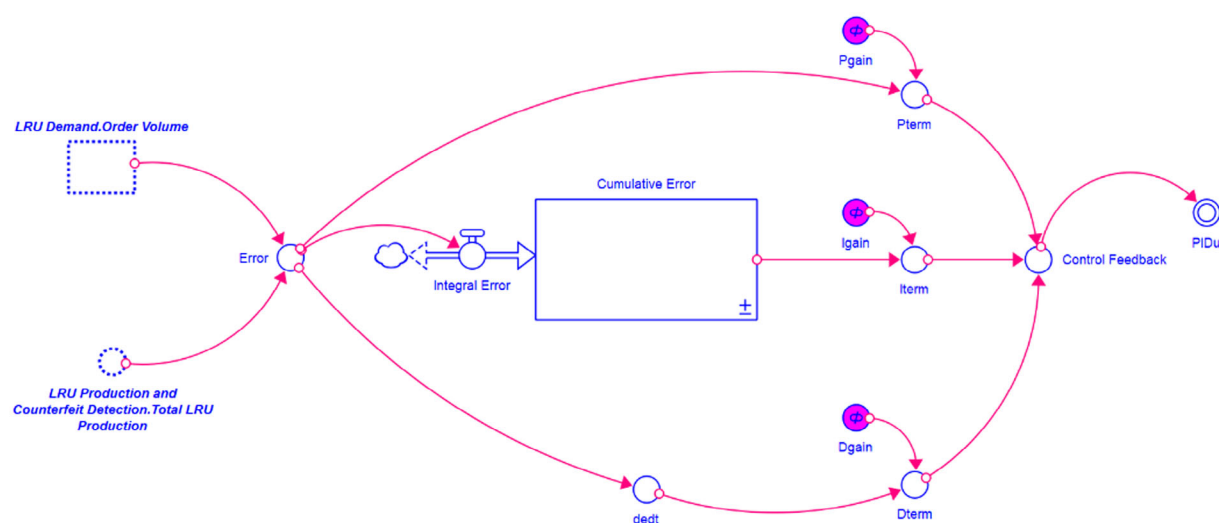 Pgain
Pterm
LRU Demand.Order Volume
Cumulative Error
Igain
PIDu
Error
Integral Error
Iterm
Control Feedback
LRU Production and
Counterfeit Detection.Total LRU
Production
Dgain
dedt
Dterm